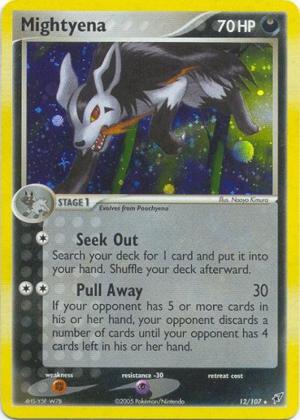 Mightyena 70 HP
Illus. Naoyo Kimura
STAGE 1
Evolves from Poochyena
Seek Out
Search your deck for 1 card and put it into
your hand. Shuffle your deck afterward.
Pull Away 30
If your opponent has 5 or more cards
in his or her hand, your opponent discards a
number of cards until your opponent has 4
cards left in his or her hand.
weakness resistance -30 retreat cost
©2005 Pokémon/Nintendo 12/107